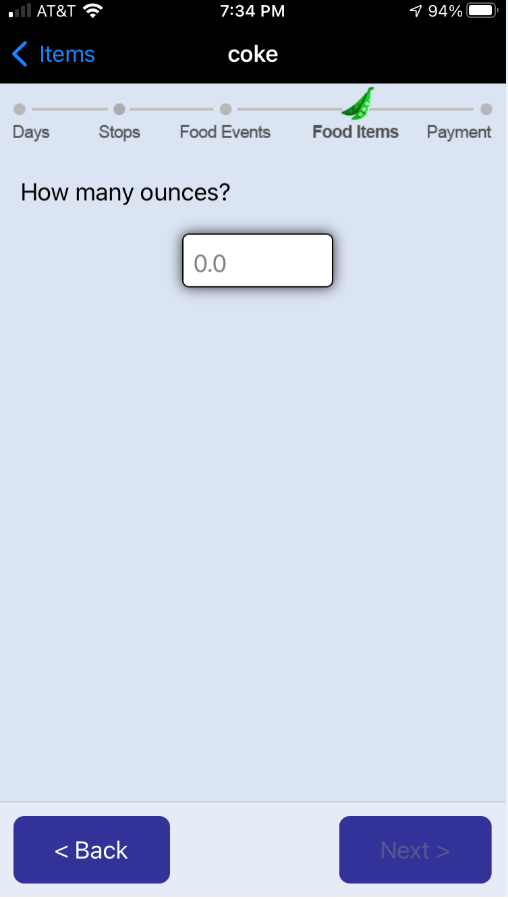 AT&T 7:34 PM 94%
Items coke
Days Stops Food Events Food Items Payment
How many ounces?
0.0
< Back Next >